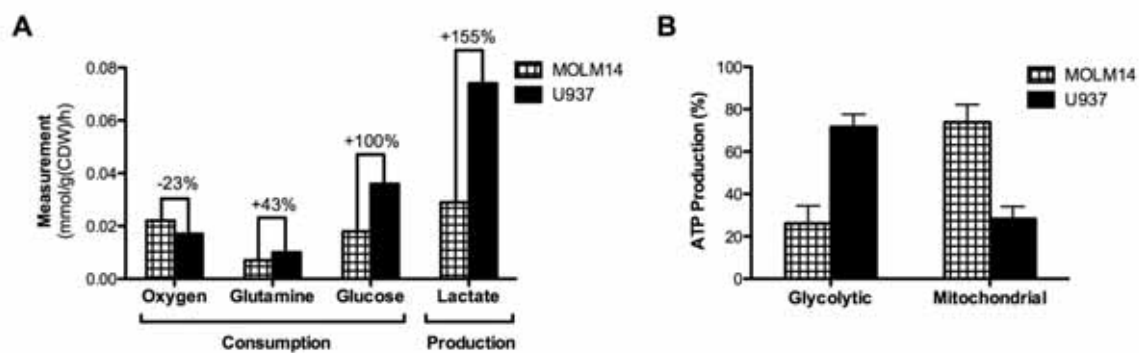 A
Measurement
(mmol/g(CDW)/h)
0.08
0.06
0.04
0.02
0.00
-23%
+43%
+100%
+155%
MOLM14
U937
Oxygen Glutamine Glucose Lactate
Consumption Production
B
ATP Production (%)
100
80
60
40
20
0
MOLM14
U937
Glycolytic Mitochondrial